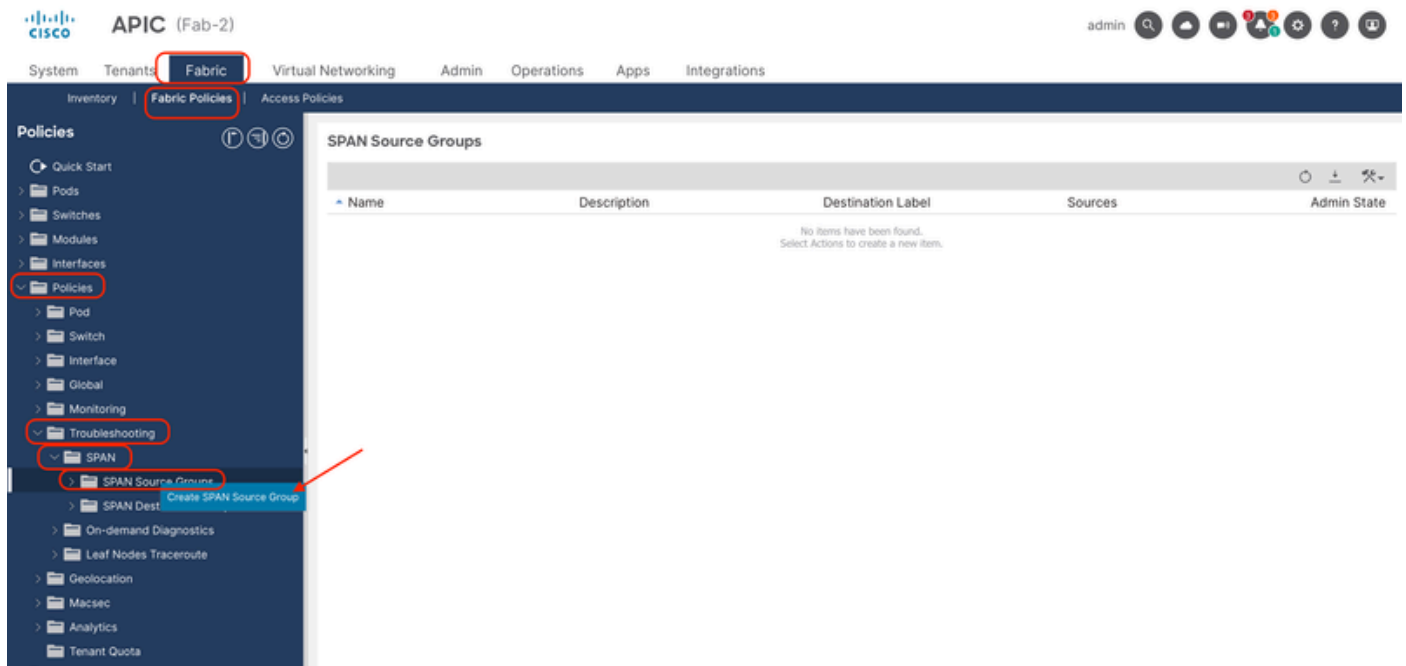 cisco APIC (Fab-2) admin
System Tenants Fabric Virtual Networking Admin Operations Apps Integrations
Inventory | Fabric Policies | Access Policies
Policies
Quick Start
Pods
Switches
Modules
Interfaces
Policies
Pod
Switch
Interface
Global
Monitoring
Troubleshooting
SPAN
SPAN Source Groups
Create SPAN Source Group
SPAN Dest
On-demand Diagnostics
Leaf Nodes Traceroute
Geolocation
Macsec
Analytics
Tenant Quota
SPAN Source Groups
Name Description Destination Label Sources Admin State
No items have been found.
Select Actions to create a new item.